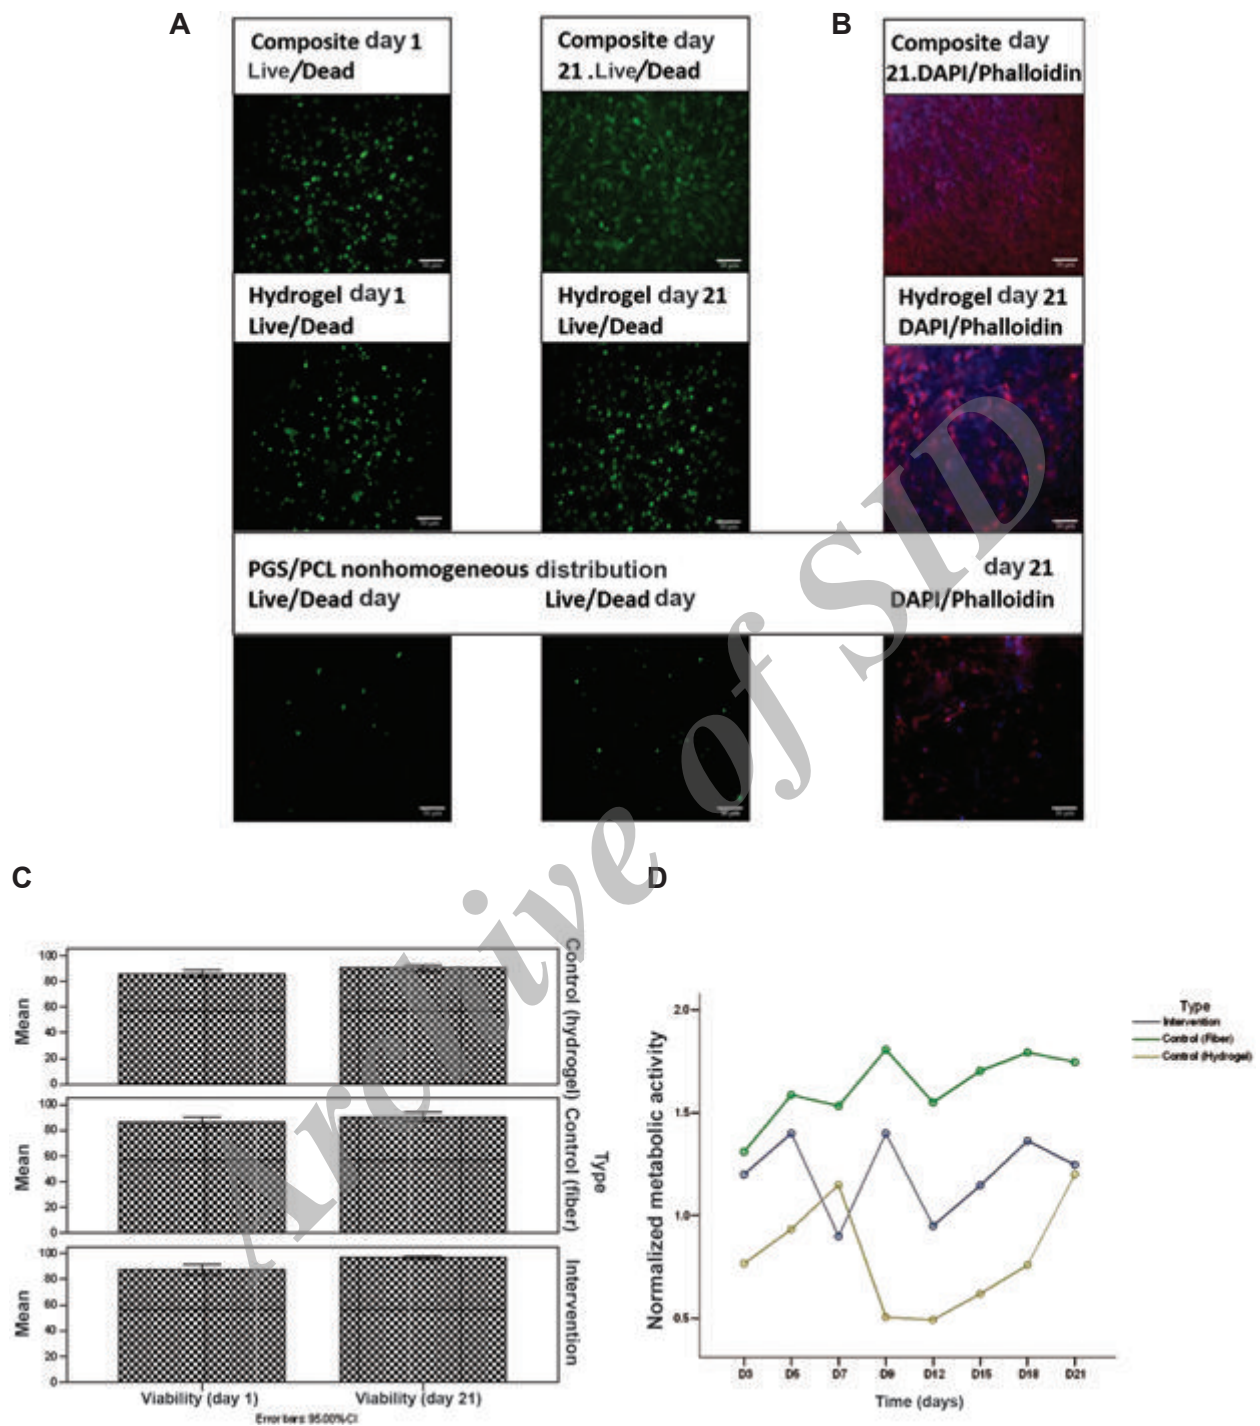 A
B
Composite day 1
Live/Dead
Composite day
21 .Live/Dead
Composite day
21.DAPI/Phalloidin
Hydrogel day 1
Live/Dead
Hydrogel day 21
Live/Dead
Hydrogel day 21
DAPI/Phalloidin
PGS/PCL nonhomogeneous distribution
day 21
Live/Dead day
Live/Dead day
DAPI/Phalloidin
C
D
Mean
100
80
60
40
20
0
Control (hydrogel)
Mean
100
80
60
40
20
0
Control (fiber)
Mean
100
80
60
40
20
0
Intervention
Type
Viability (day 1)
Viability (day 21)
Error bars: 95.00% CI
Normalized metabolic activity
2.0
1.5
1.0
0.5
D3
D7
D9
D12
D15
D18
D21
Time (days)
Type
Intervention
Control (Fiber)
Control (Hydrogel)
Archive of SID